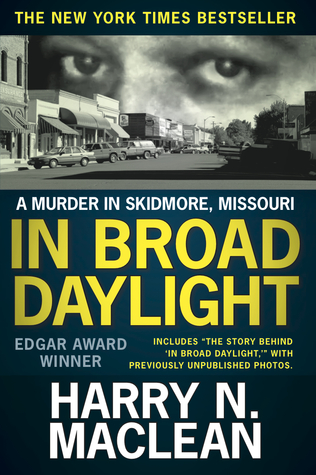 THE NEW YORK TIMES BESTSELLER
A MURDER IN SKIDMORE, MISSOURI
IN BROAD
DAYLIGHT
EDGAR AWARD
WINNER
INCLUDES “THE STORY BEHIND
‘IN BROAD DAYLIGHT,’” WITH
PREVIOUSLY UNPUBLISHED PHOTOS.
HARRY N.
MACLEAN